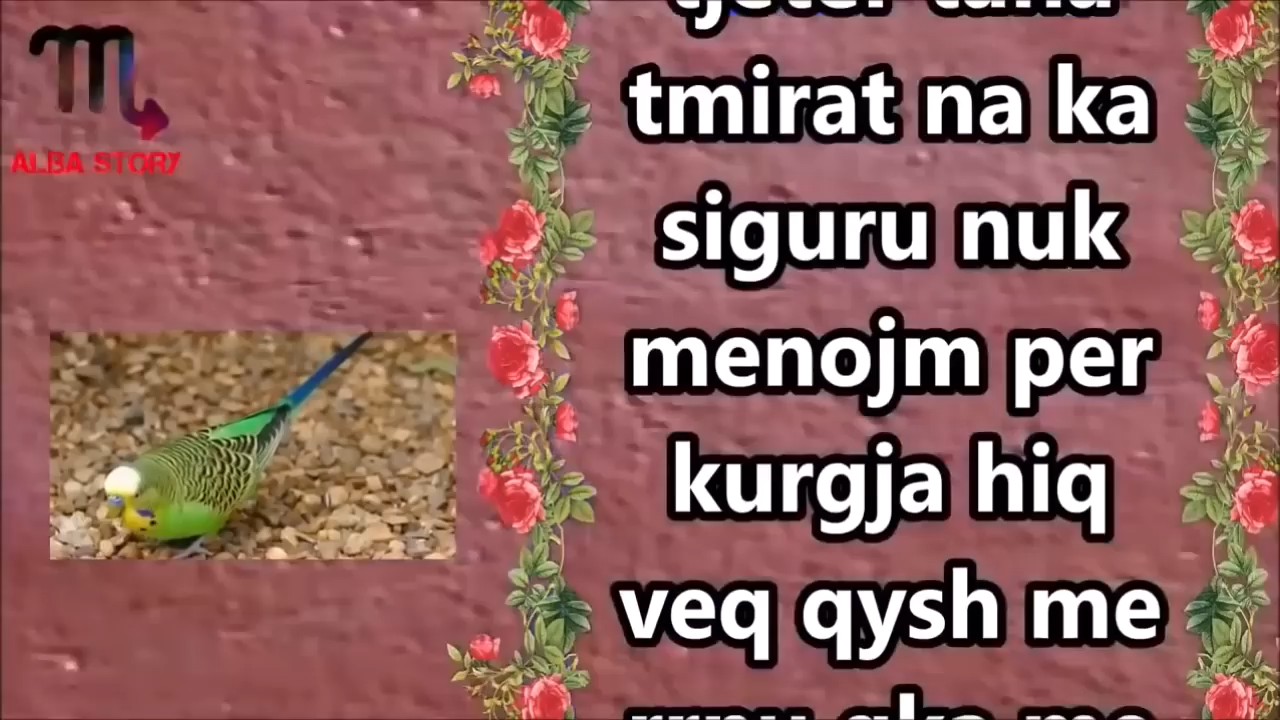 ALBA STORY
tmirat na ka
siguru nuk
menojm per
kurgja hiq
veq qysh me